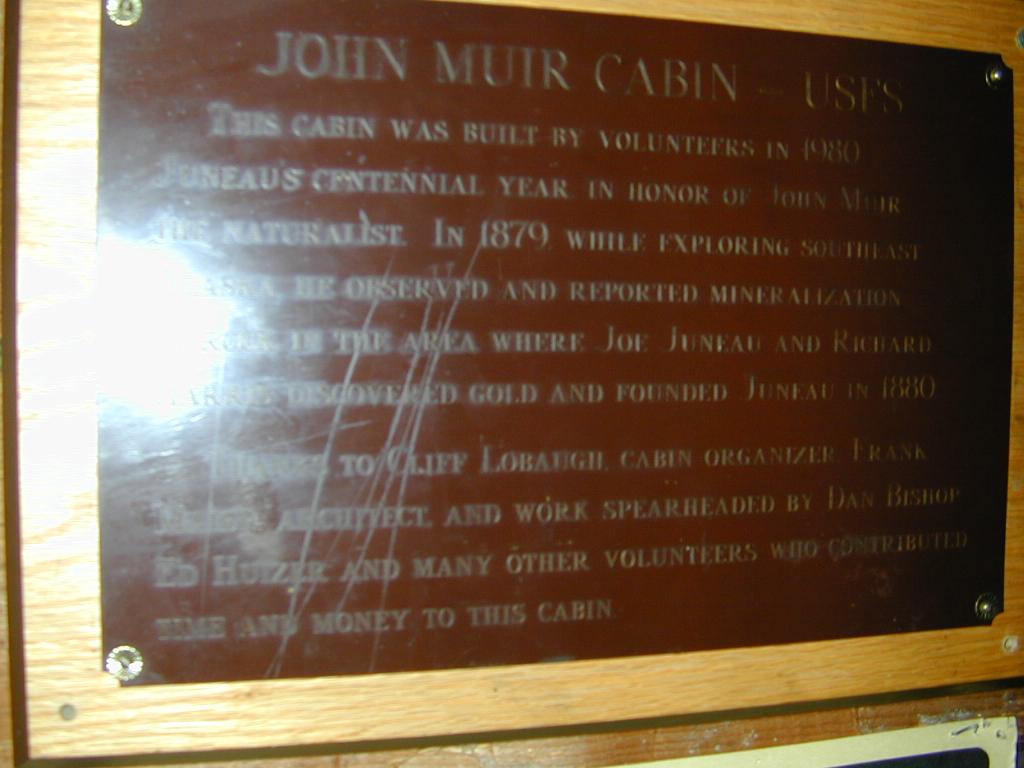 JOHN MUIR CABIN - USFS
THIS CABIN WAS BUILT BY VOLUNTEERS IN 1980
JUNEAU'S CENTENNIAL YEAR IN HONOR OF JOHN MUIR
THE NATURALIST. IN 1879, WHILE EXPLORING SOUTHEAST
ALASKA, HE OBSERVED AND REPORTED MINERALIZATION
IN THE AREA WHERE JOE JUNEAU AND RICHARD
HARRIS DISCOVERED GOLD AND FOUNDED JUNEAU IN 1880
THANKS TO CLIFF LOBAUGH, CABIN ORGANIZER FRANK
ARCHITECT, AND WORK SPEARHEADED BY DAN BISHOP
ED HUIZER AND MANY OTHER VOLUNTEERS WHO CONTRIBUTED
TIME AND MONEY TO THIS CABIN.